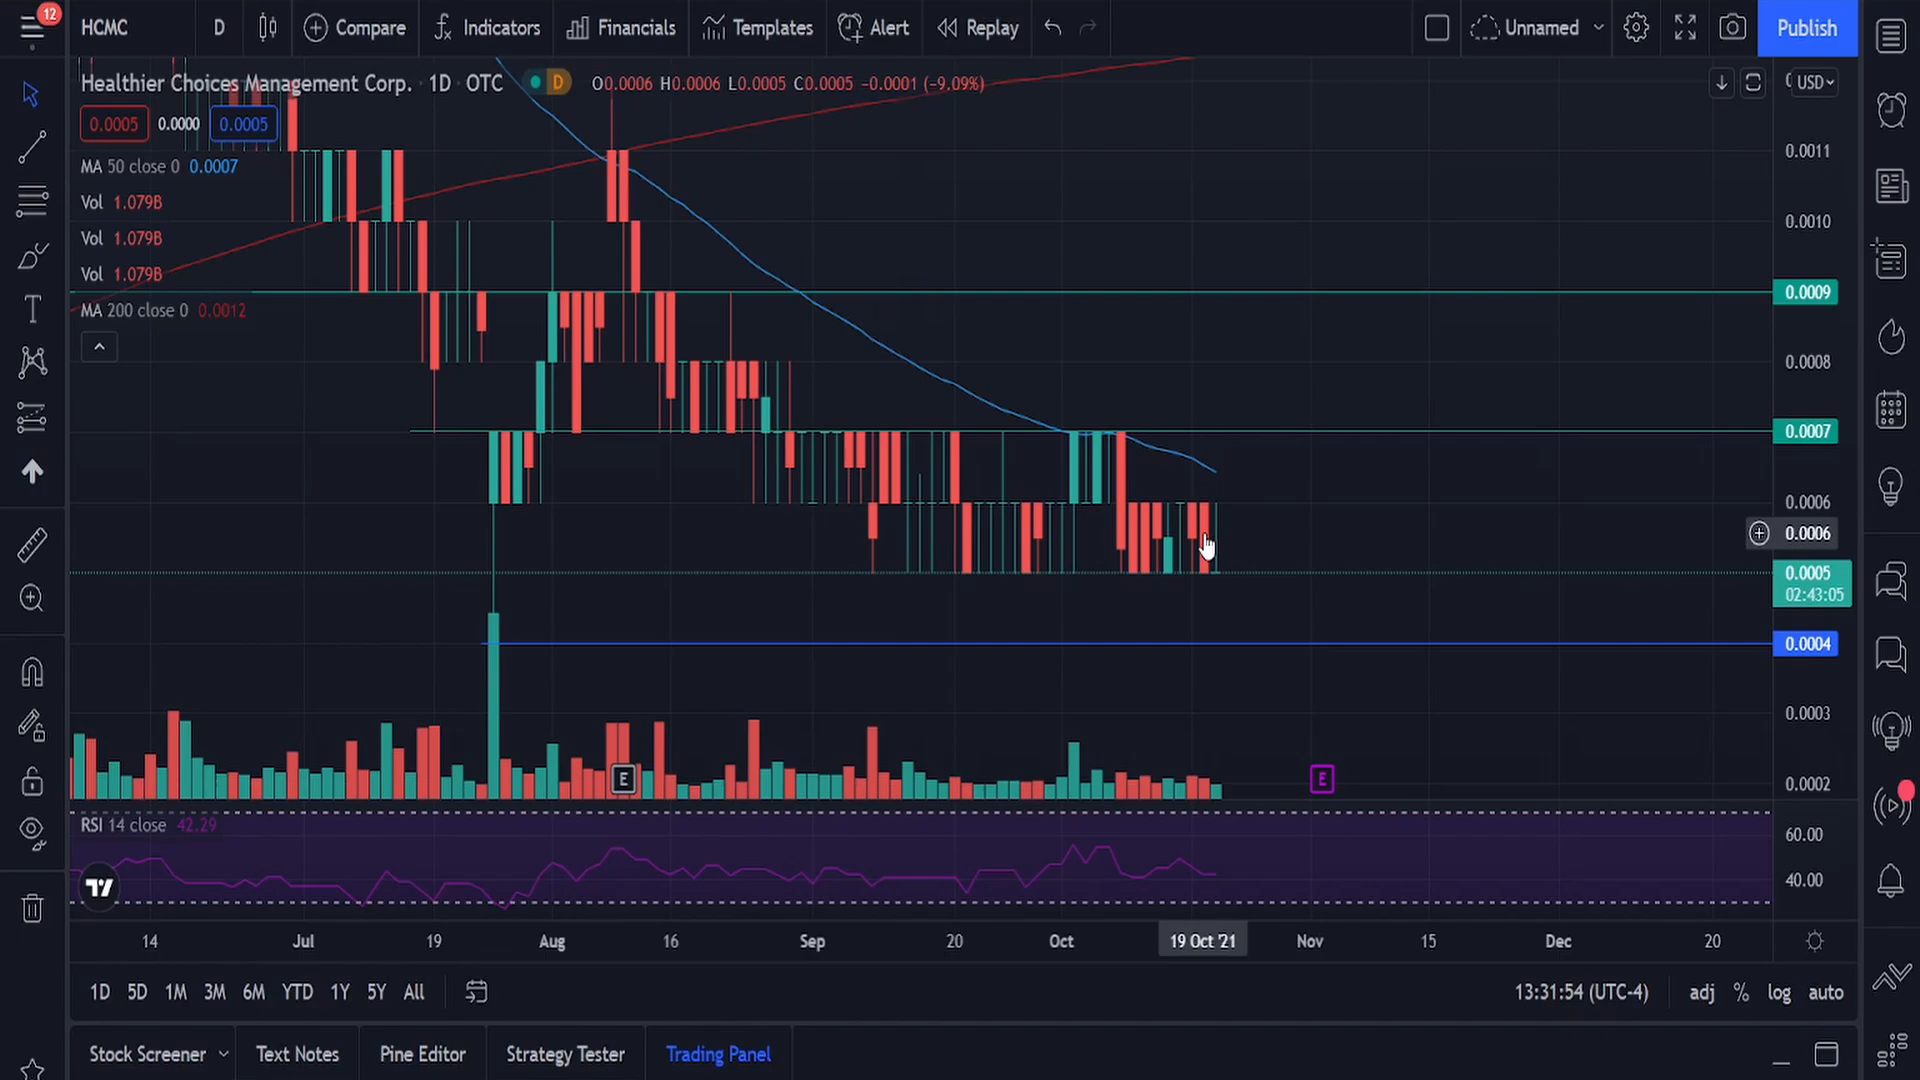 12
HCMC D Compare Indicators Financials Templates Alert Replay Unnamed Publish
Healthier Choices Management Corp. · 1D · OTC D O0.0006 H0.0006 L0.0005 C0.0005 −0.0001 (−9.09%)
USD
0.0005 0.0000 0.0005
MA 50 close 0 0.0007
Vol 1.079B
Vol 1.079B
Vol 1.079B
MA 200 close 0 0.0012
0.0011
0.0010
0.0009
0.0008
0.0007
0.0006
0.0006
0.0005
02:43:05
0.0004
0.0003
0.0002
E E
RSI 14 close 42.29
60.00
40.00
14 Jul 19 Aug 16 Sep 20 Oct 19 Oct '21 Nov 15 Dec 20
1D 5D 1M 3M 6M YTD 1Y 5Y All 13:31:54 (UTC-4) adj % log auto
Stock Screener Text Notes Pine Editor Strategy Tester Trading Panel